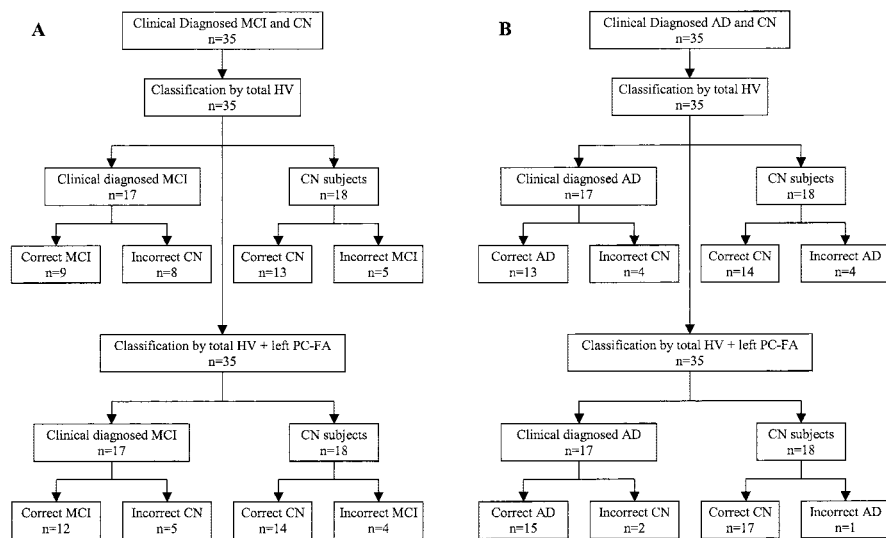 A
Clinical Diagnosed MCI and CN
n=35
Classification by total HV
n=35
Clinical diagnosed MCI
n=17
CN subjects
n=18
Correct MCI
n=9
Incorrect CN
n=8
Correct CN
n=13
Incorrect MCI
n=5
Classification by total HV + left PC-FA
n=35
Clinical diagnosed MCI
n=17
CN subjects
n=18
Correct MCI
n=12
Incorrect CN
n=5
Correct CN
n=14
Incorrect MCI
n=4
B
Clinical Diagnosed AD and CN
n=35
Classification by total HV
n=35
Clinical diagnosed AD
n=17
CN subjects
n=18
Correct AD
n=13
Incorrect CN
n=4
Correct CN
n=14
Incorrect AD
n=4
Classification by total HV + left PC-FA
n=35
Clinical diagnosed AD
n=17
CN subjects
n=18
Correct AD
n=15
Incorrect CN
n=2
Correct CN
n=17
Incorrect AD
n=1